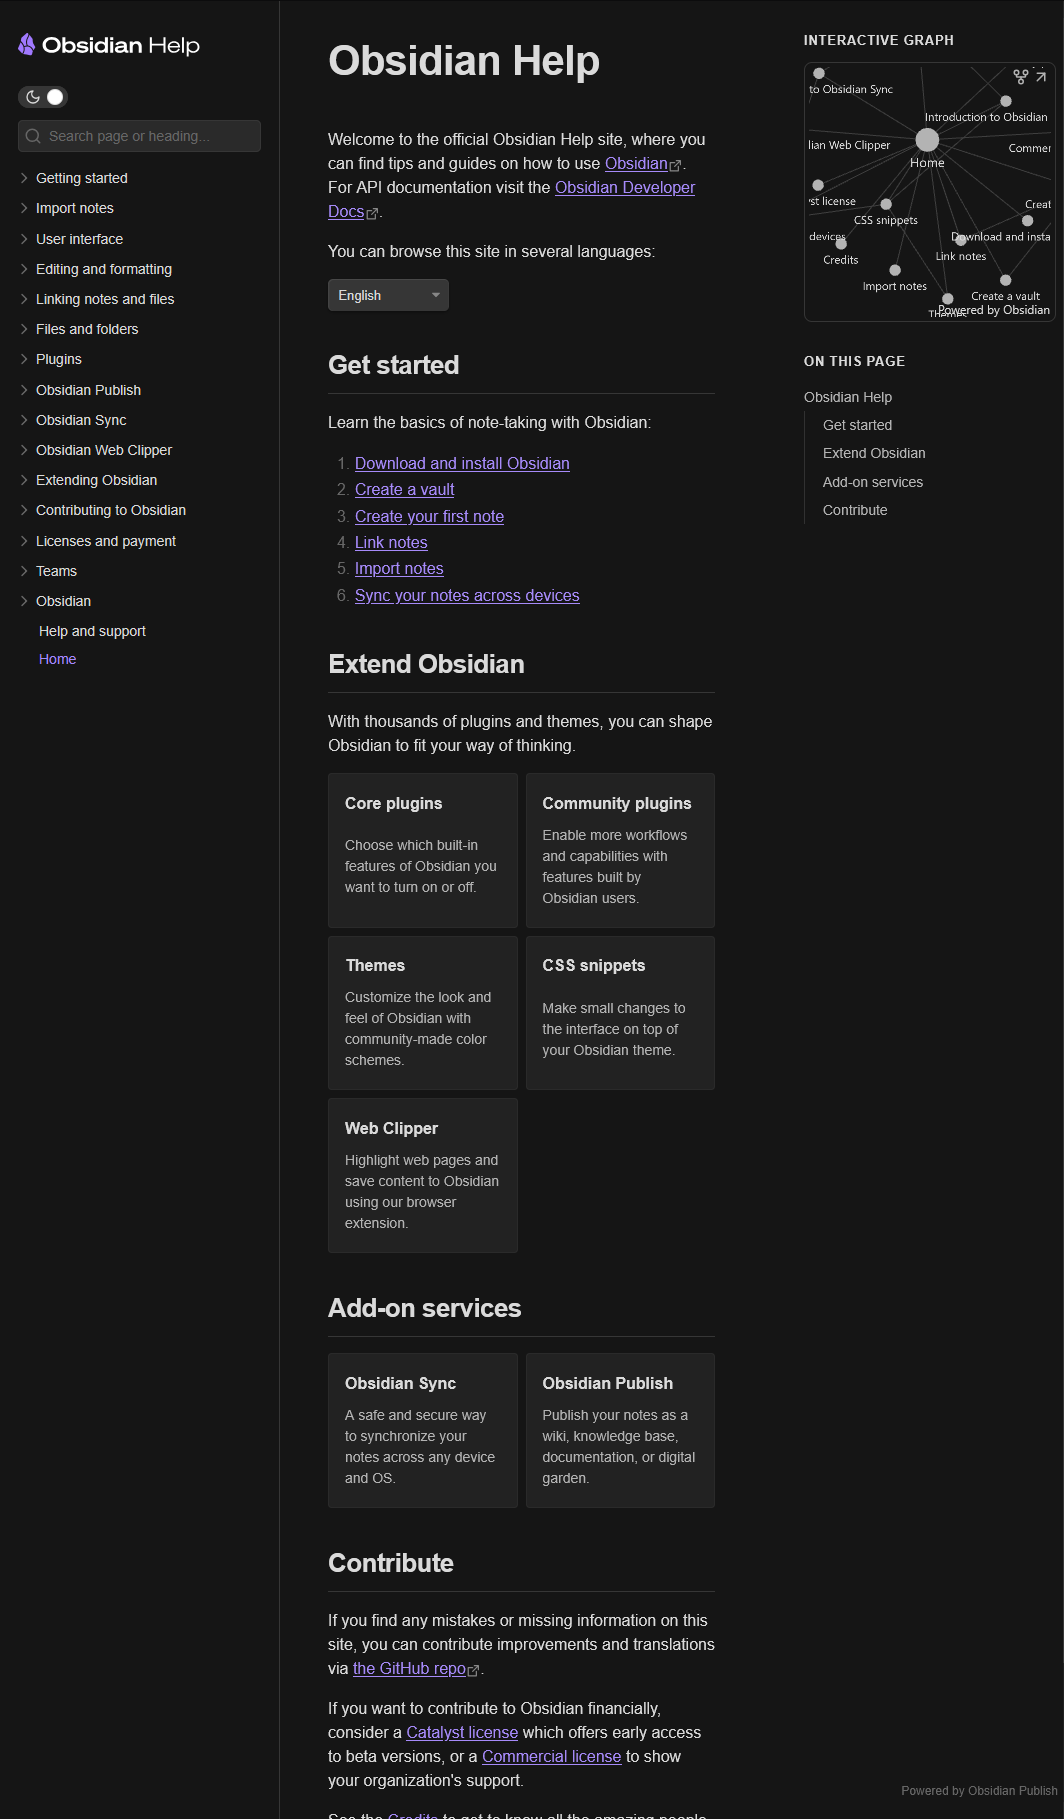 Obsidian Help
Search page or heading...
Getting started
Import notes
User interface
Editing and formatting
Linking notes and files
Files and folders
Plugins
Obsidian Publish
Obsidian Sync
Obsidian Web Clipper
Extending Obsidian
Contributing to Obsidian
Licenses and payment
Teams
Obsidian
Help and support
Home
Obsidian Help
Welcome to the official Obsidian Help site, where you
can find tips and guides on how to use Obsidian.
For API documentation visit the Obsidian Developer
Docs.
You can browse this site in several languages:
English
Get started
Learn the basics of note-taking with Obsidian:
1. Download and install Obsidian
2. Create a vault
3. Create your first note
4. Link notes
5. Import notes
6. Sync your notes across devices
Extend Obsidian
With thousands of plugins and themes, you can shape
Obsidian to fit your way of thinking.
Core plugins
Choose which built-in
features of Obsidian you
want to turn on or off.
Community plugins
Enable more workflows
and capabilities with
features built by
Obsidian users.
Themes
Customize the look and
feel of Obsidian with
community-made color
schemes.
CSS snippets
Make small changes to
the interface on top of
your Obsidian theme.
Web Clipper
Highlight web pages and
save content to Obsidian
using our browser
extension.
Add-on services
Obsidian Sync
A safe and secure way
to synchronize your
notes across any device
and OS.
Obsidian Publish
Publish your notes as a
wiki, knowledge base,
documentation, or digital
garden.
Contribute
If you find any mistakes or missing information on this
site, you can contribute improvements and translations
via the GitHub repo.
If you want to contribute to Obsidian financially,
consider a Catalyst license which offers early access
to beta versions, or a Commercial license to show
your organization's support.
See the Credits to get to know all the amazing people
INTERACTIVE GRAPH
to Obsidian Sync
Introduction to Obsidian
lian Web Clipper
Commer
Home
st license
Creat
CSS snippets
devices
Download and insta
Credits
Link notes
Import notes
Create a vault
Themes
Powered by Obsidian
ON THIS PAGE
Obsidian Help
Get started
Extend Obsidian
Add-on services
Contribute
Powered by Obsidian Publish